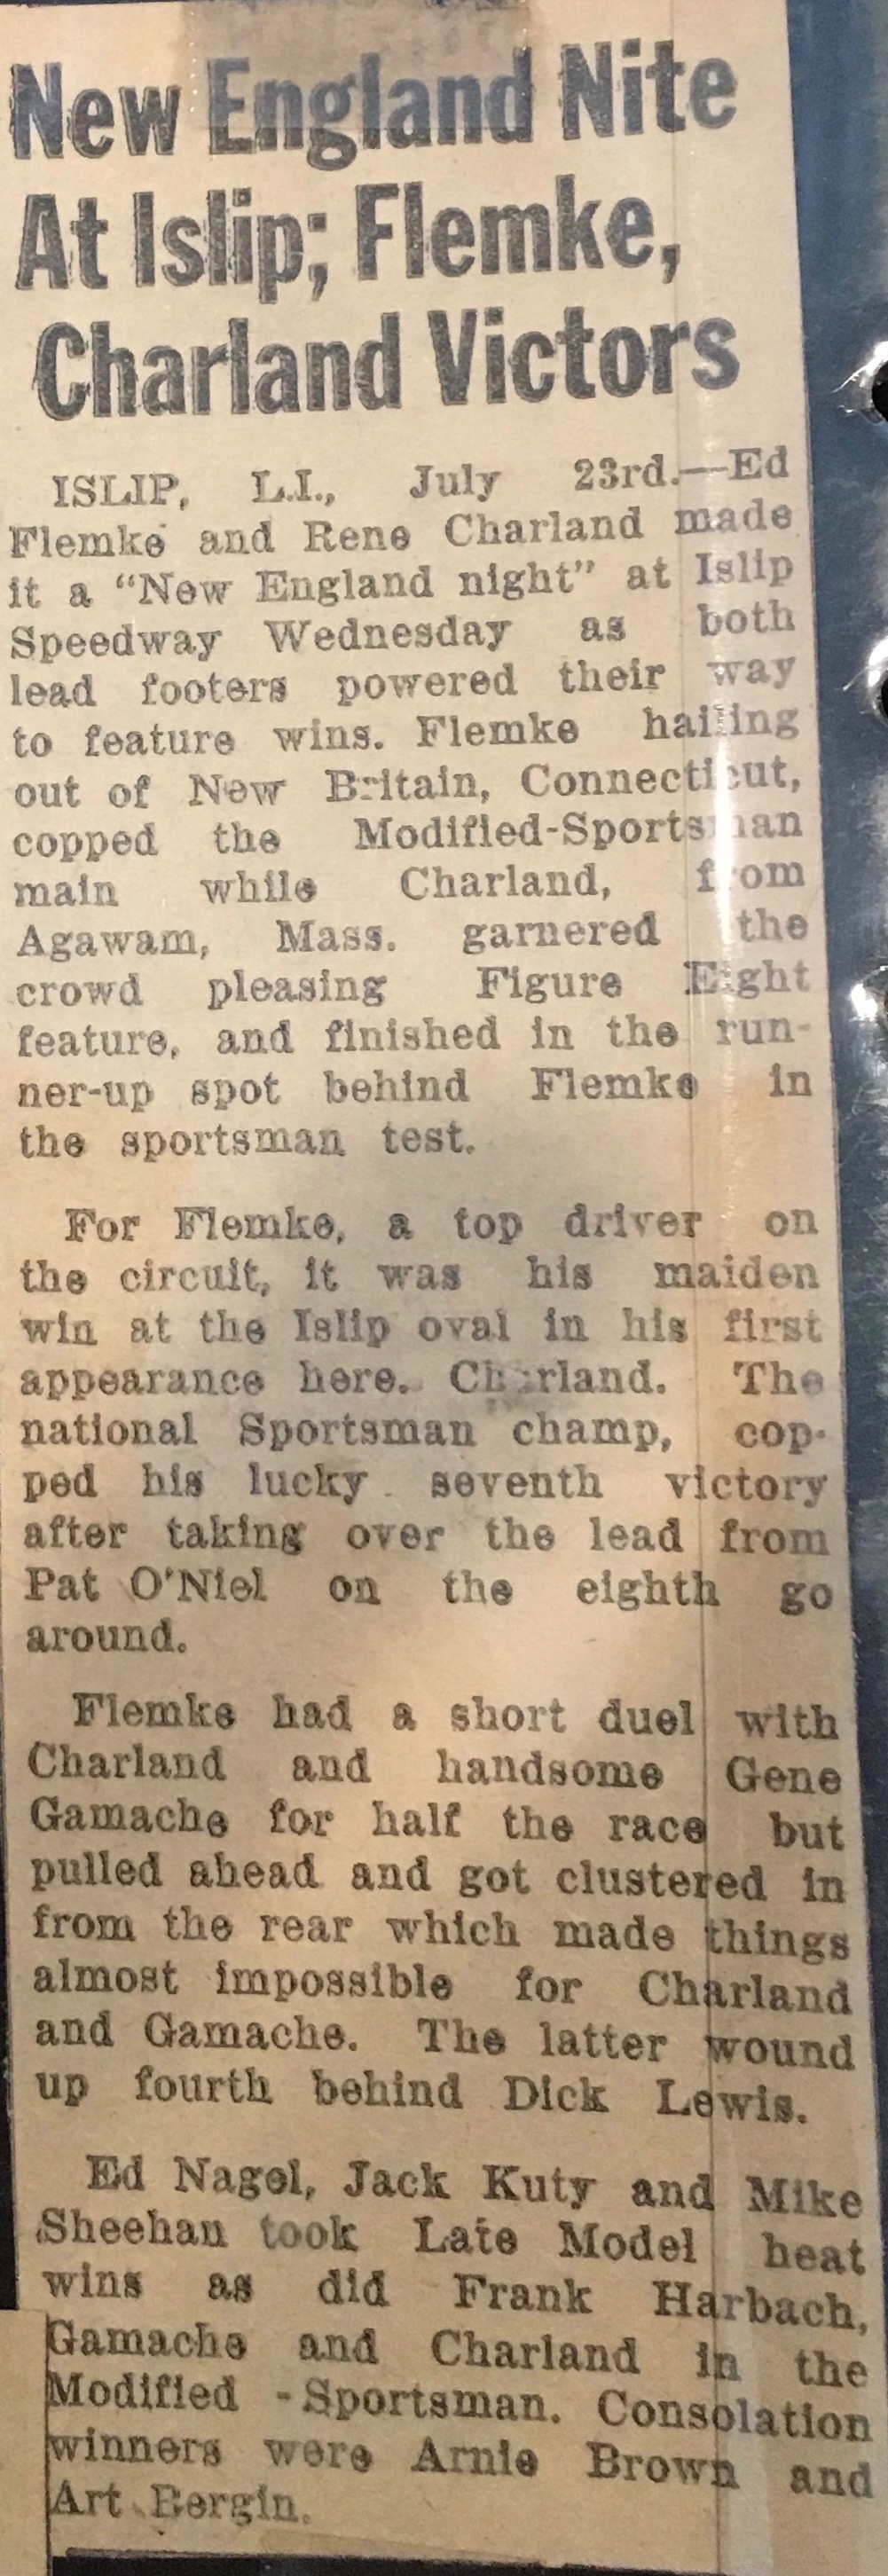 New England Nite
At Islip; Flemke,
Charland Victors
ISLIP, L.I., July 23rd.—Ed
Flemke and Rene Charland made
it a “New England night” at Islip
Speedway Wednesday as both
lead footers powered their way
to feature wins. Flemke hailing
out of New Britain, Connecticut,
copped the Modified-Sportsman
main while Charland, from
Agawam, Mass. garnered the
crowd pleasing Figure Eight
feature, and finished in the run-
ner-up spot behind Flemke in
the sportsman test.
For Flemke, a top driver on
the circuit, it was his maiden
win at the Islip oval in his first
appearance here. Charland. The
national Sportsman champ, cop-
ped his lucky seventh victory
after taking over the lead from
Pat O'Niel on the eighth go
around.
Flemke had a short duel with
Charland and handsome Gene
Gamache for half the race but
pulled ahead and got clustered in
from the rear which made things
almost impossible for Charland
and Gamache. The latter wound
up fourth behind Dick Lewis.
Ed Nagel, Jack Kuty and Mike
Sheehan took Late Model heat
wins as did Frank Harbach,
Gamache and Charland in the
Modified -Sportsman. Consolation
winners were Arnie Brown and
Art Bergin.